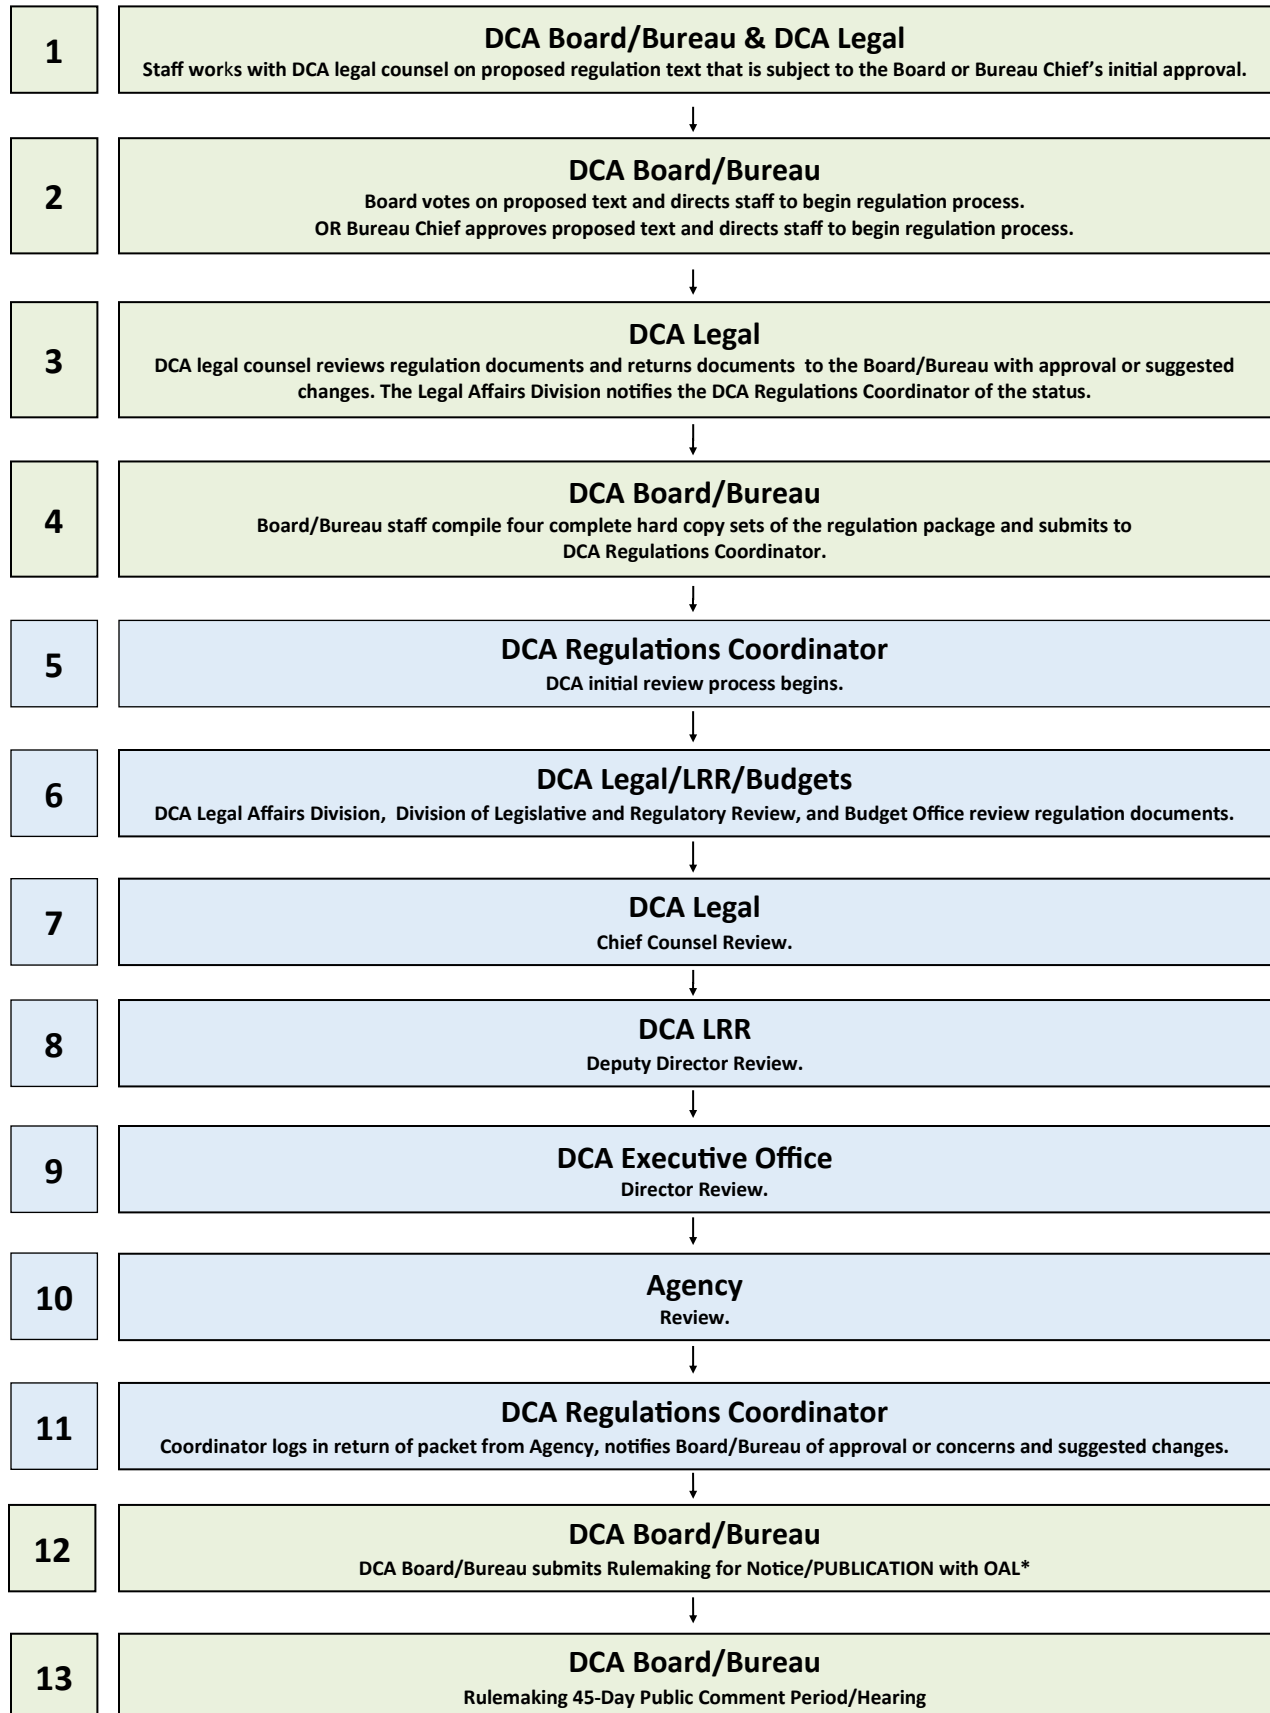 1
DCA Board/Bureau & DCA Legal
Staff works with DCA legal counsel on proposed regulation text that is subject to the Board or Bureau Chief's initial approval.
2
DCA Board/Bureau
Board votes on proposed text and directs staff to begin regulation process.
OR Bureau Chief approves proposed text and directs staff to begin regulation process.
3
DCA Legal
DCA legal counsel reviews regulation documents and returns documents to the Board/Bureau with approval or suggested
changes. The Legal Affairs Division notifies the DCA Regulations Coordinator of the status.
4
DCA Board/Bureau
Board/Bureau staff compile four complete hard copy sets of the regulation package and submits to
DCA Regulations Coordinator.
5
DCA Regulations Coordinator
DCA initial review process begins.
6
DCA Legal/LRR/Budgets
DCA Legal Affairs Division, Division of Legislative and Regulatory Review, and Budget Office review regulation documents.
7
DCA Legal
Chief Counsel Review.
8
DCA LRR
Deputy Director Review.
9
DCA Executive Office
Director Review.
10
Agency
Review.
11
DCA Regulations Coordinator
Coordinator logs in return of packet from Agency, notifies Board/Bureau of approval or concerns and suggested changes.
12
DCA Board/Bureau
DCA Board/Bureau submits Rulemaking for Notice/PUBLICATION with OAL*
13
DCA Board/Bureau
Rulemaking 45-Day Public Comment Period/Hearing